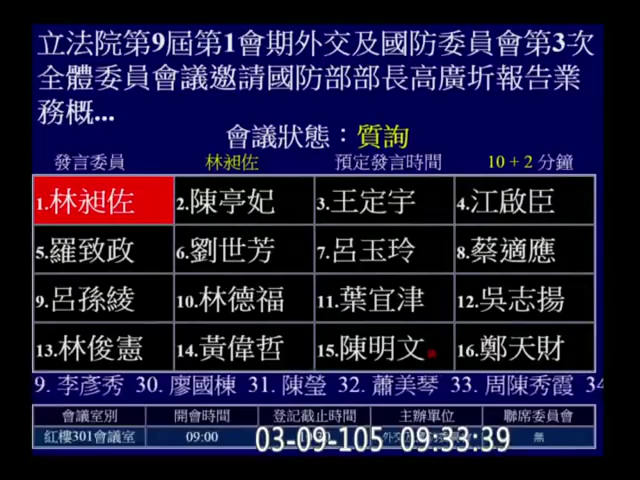 立法院第9屆第1會期外交及國防委員會第3次
全體委員會議邀請國防部部長高廣圻報告業
務概...
會議狀態：質詢
發言委員 林昶佐 預定發言時間 10 + 2 分鐘
1.林昶佐 2.陳亭妃 3.王定宇 4.江啟臣
5.羅致政 6.劉世芳 7.呂玉玲 8.蔡適應
9.呂孫綾 10.林德福 11.葉宜津 12.吳志揚
13.林俊憲 14.黃偉哲 15.陳明文 16.鄭天財
9. 李彥秀 30. 廖國棟 31. 陳瑩 32. 蕭美琴 33. 周陳秀霞 34
會議室別 開會時間 登記截止時間 主辦單位 聯席委員會
紅樓301會議室 09:00 無
03-09-105 09:33:39